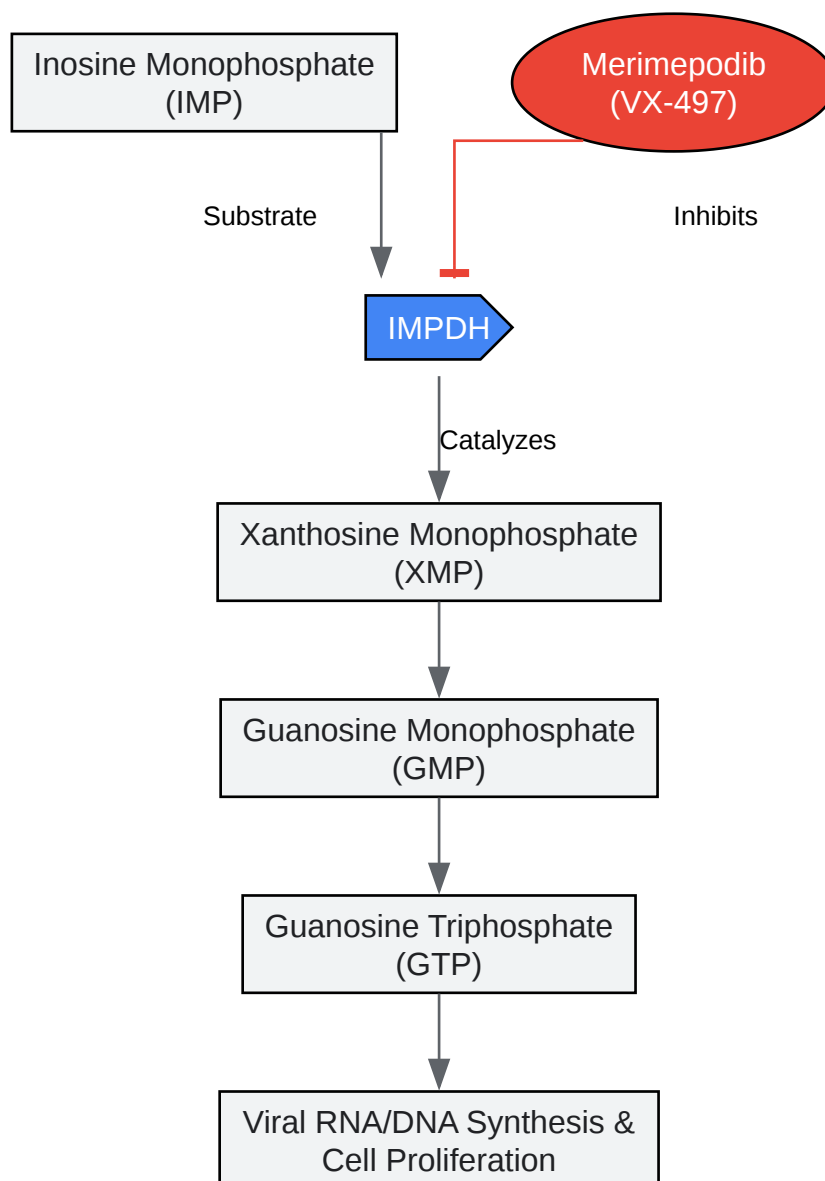 Inosine Monophosphate
(IMP)
Merimepodib
(VX-497)
Substrate
Inhibits
IMPDH
Catalyzes
Xanthosine Monophosphate
(XMP)
Guanosine Monophosphate
(GMP)
Guanosine Triphosphate
(GTP)
Viral RNA/DNA Synthesis &
Cell Proliferation